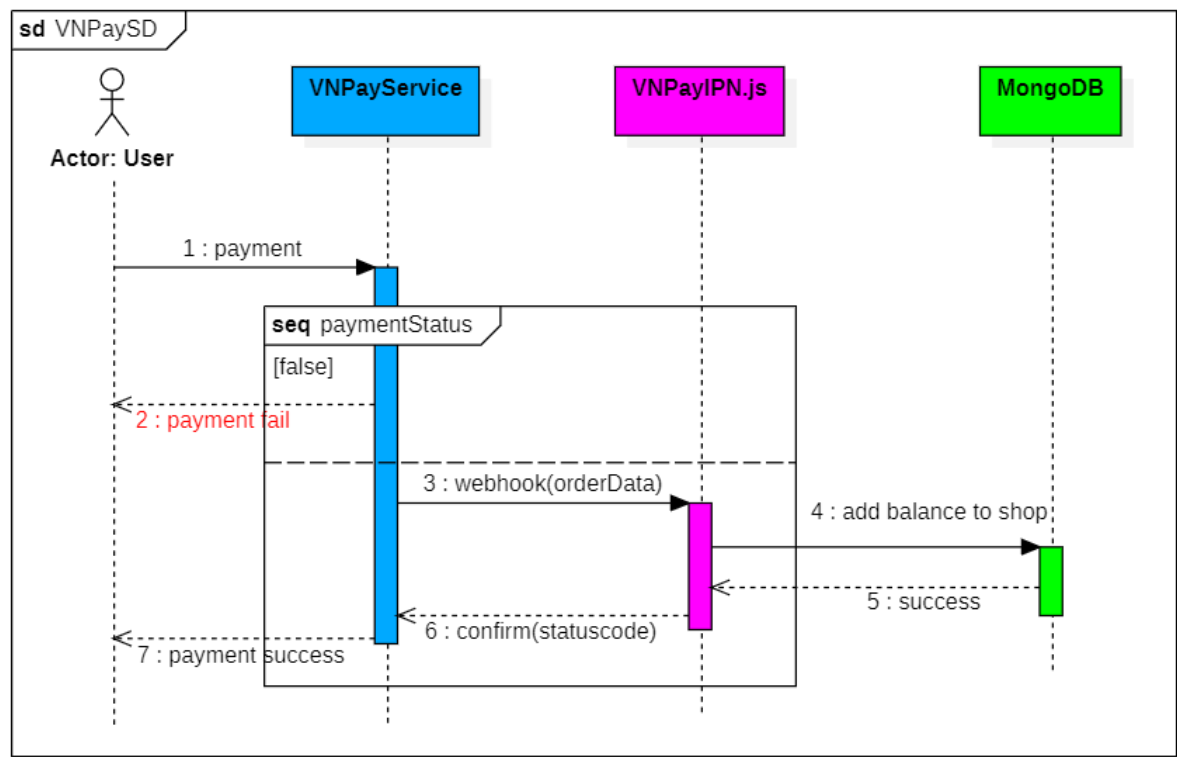 sd VNPaySD
Actor: User
VNPayService
VNPayIPN.js
MongoDB
1 : payment
seq paymentStatus
[false]
2 : payment fail
3 : webhook(orderData)
4 : add balance to shop
5 : success
6 : confirm(statuscode)
7 : payment success